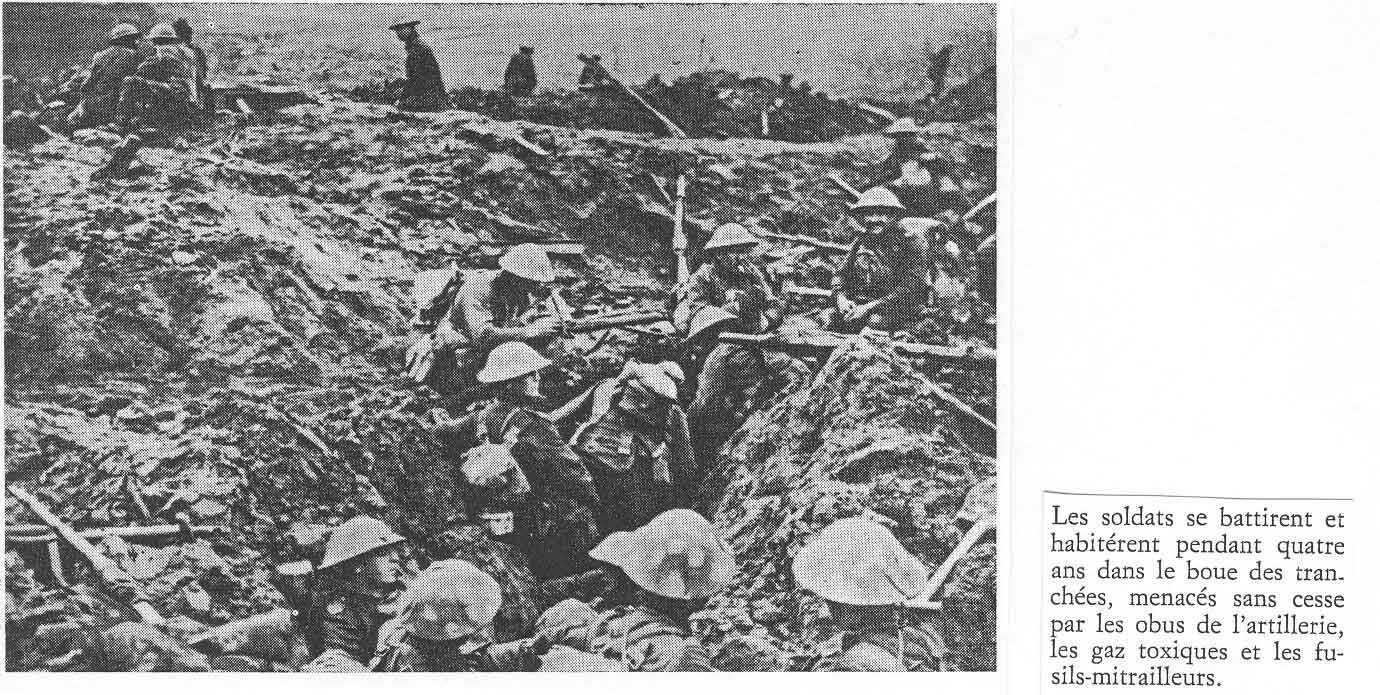 Les soldats se battirent et
habitérent pendant quatre
ans dans le boue des tran-
chées, menacés sans cesse
par les obus de l'artillerie,
les gaz toxiques et les fu-
sils-mitrailleurs.